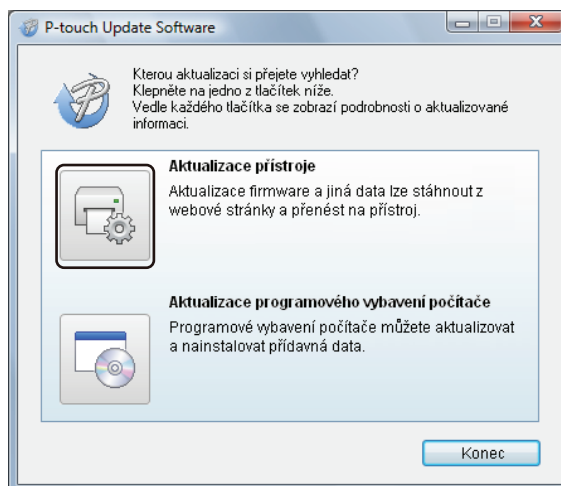 P-touch Update Software
Kterou aktualizaci si přejete vyhledat?
Klepněte na jedno z tlačítek níže.
Vedle každého tlačítka se zobrazí podrobnosti o aktualizované
informaci.
Aktualizace přístroje
Aktualizace firmware a jiná data lze stáhnout z
webové stránky a přenést na přístroj.
Aktualizace programového vybavení počítače
Programové vybavení počítače můžete aktualizovat
a nainstalovat přídavná data.
Konec